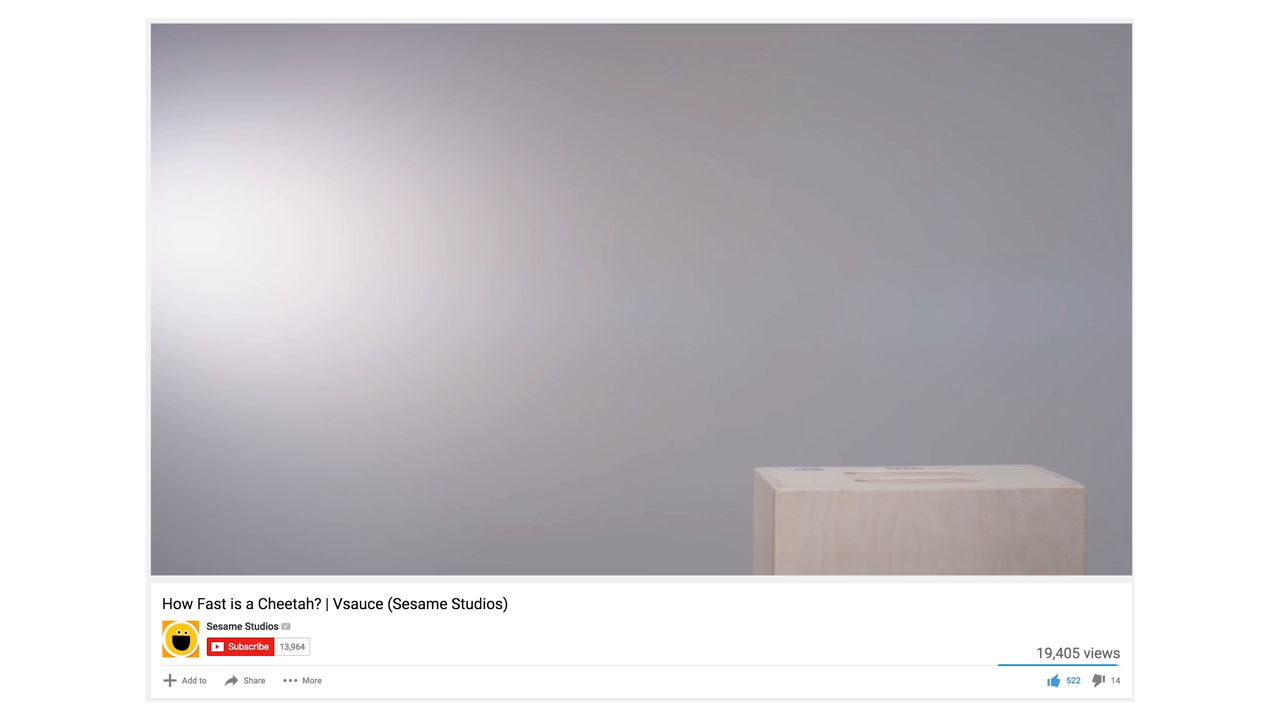 How Fast is a Cheetah? | Vsauce (Sesame Studios)
Sesame Studios
Subscribe 13,964
19,405 views
Add to Share More 522 14